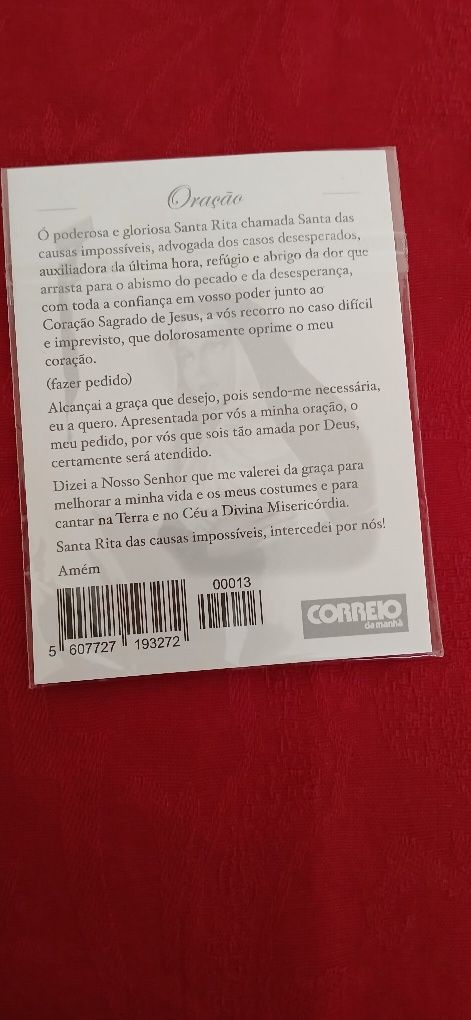 Oração
Ó poderosa e gloriosa Santa Rita chamada Santa das
causas impossíveis, advogada dos casos desesperados,
auxiliadora da última hora, refúgio e abrigo da dor que
arrasta para o abismo do pecado e da desesperança,
com toda a confiança em vosso poder junto ao
Coração Sagrado de Jesus, a vós recorro no caso difícil
e imprevisto, que dolorosamente oprime o meu
coração.
(fazer pedido)
Alcançai a graça que desejo, pois sendo-me necessária,
eu a quero. Apresentada por vós a minha oração, o
meu pedido, por vós que sois tão amada por Deus,
certamente será atendido.
Dizei a Nosso Senhor que me valerei da graça para
melhorar a minha vida e os meus costumes e para
cantar na Terra e no Céu a Divina Misericórdia.
Santa Rita das causas impossíveis, intercedei por nós!
Amém
00013
5 607727 193272
CORREIO
da manhã